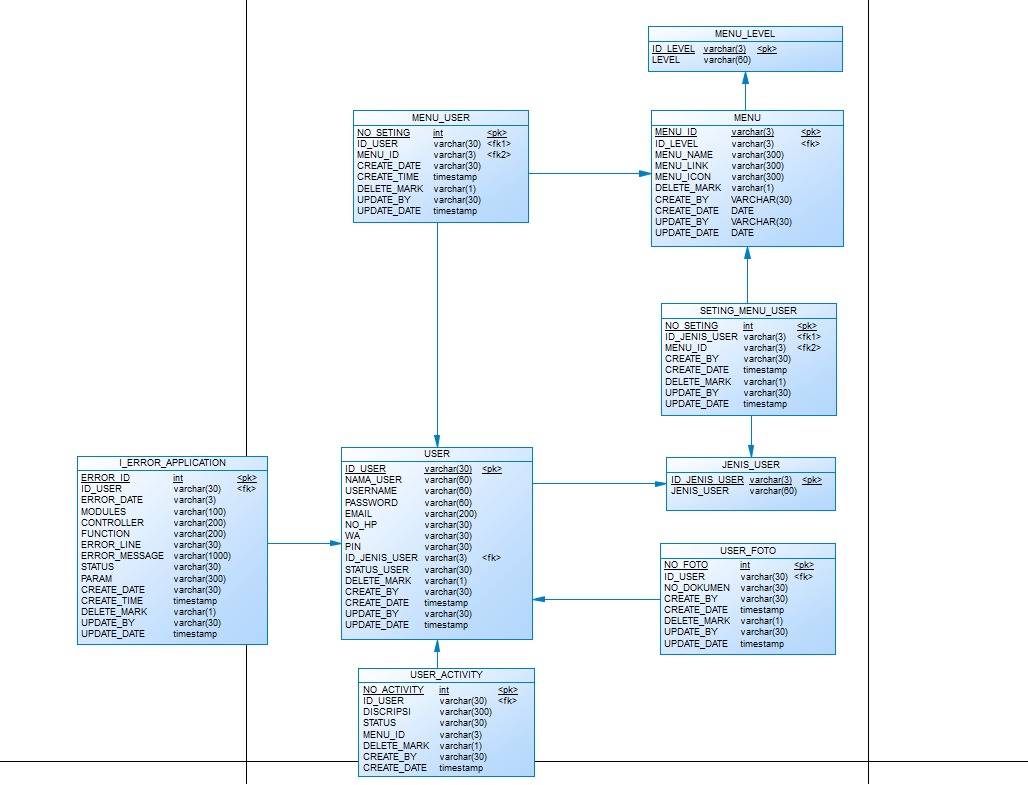 MENU_LEVEL
ID_LEVEL varchar(3) <pk>
LEVEL varchar(60)
MENU_USER
NO_SETING int <pk>
ID_USER varchar(30) <fk1>
MENU_ID varchar(3) <fk2>
CREATE_DATE varchar(30)
CREATE_TIME timestamp
DELETE_MARK varchar(1)
UPDATE_BY varchar(30)
UPDATE_DATE timestamp
MENU
MENU_ID varchar(3) <pk>
ID_LEVEL varchar(3) <fk>
MENU_NAME varchar(300)
MENU_LINK varchar(300)
MENU_ICON varchar(300)
DELETE_MARK varchar(1)
CREATE_BY VARCHAR(30)
CREATE_DATE DATE
UPDATE_BY VARCHAR(30)
UPDATE_DATE DATE
SETING_MENU_USER
NO_SETING int <pk>
ID_JENIS_USER varchar(3) <fk1>
MENU_ID varchar(3) <fk2>
CREATE_BY varchar(30)
CREATE_DATE timestamp
DELETE_MARK varchar(1)
UPDATE_BY varchar(30)
UPDATE_DATE timestamp
I_ERROR_APPLICATION
ERROR_ID int <pk>
ID_USER varchar(30) <fk>
ERROR_DATE varchar(3)
MODULES varchar(100)
CONTROLLER varchar(200)
FUNCTION varchar(200)
ERROR_LINE varchar(30)
ERROR_MESSAGE varchar(1000)
STATUS varchar(30)
PARAM varchar(300)
CREATE_DATE varchar(30)
CREATE_TIME timestamp
DELETE_MARK varchar(1)
UPDATE_BY varchar(30)
UPDATE_DATE timestamp
USER
ID_USER varchar(30) <pk>
NAMA_USER varchar(60)
USERNAME varchar(60)
PASSWORD varchar(60)
EMAIL varchar(200)
NO_HP varchar(30)
WA varchar(30)
PIN varchar(30)
ID_JENIS_USER varchar(3) <fk>
STATUS_USER varchar(30)
DELETE_MARK varchar(1)
CREATE_BY varchar(30)
CREATE_DATE timestamp
UPDATE_BY varchar(30)
UPDATE_DATE timestamp
JENIS_USER
ID_JENIS_USER varchar(3) <pk>
JENIS_USER varchar(60)
USER_FOTO
NO_FOTO int <pk>
ID_USER varchar(30) <fk>
NO_DOKUMEN varchar(30)
CREATE_BY varchar(30)
CREATE_DATE timestamp
DELETE_MARK varchar(1)
UPDATE_BY varchar(30)
UPDATE_DATE timestamp
USER_ACTIVITY
NO_ACTIVITY int <pk>
ID_USER varchar(30) <fk>
DISCRIPSI varchar(300)
STATUS varchar(30)
MENU_ID varchar(3)
DELETE_MARK varchar(1)
CREATE_BY varchar(30)
CREATE_DATE timestamp